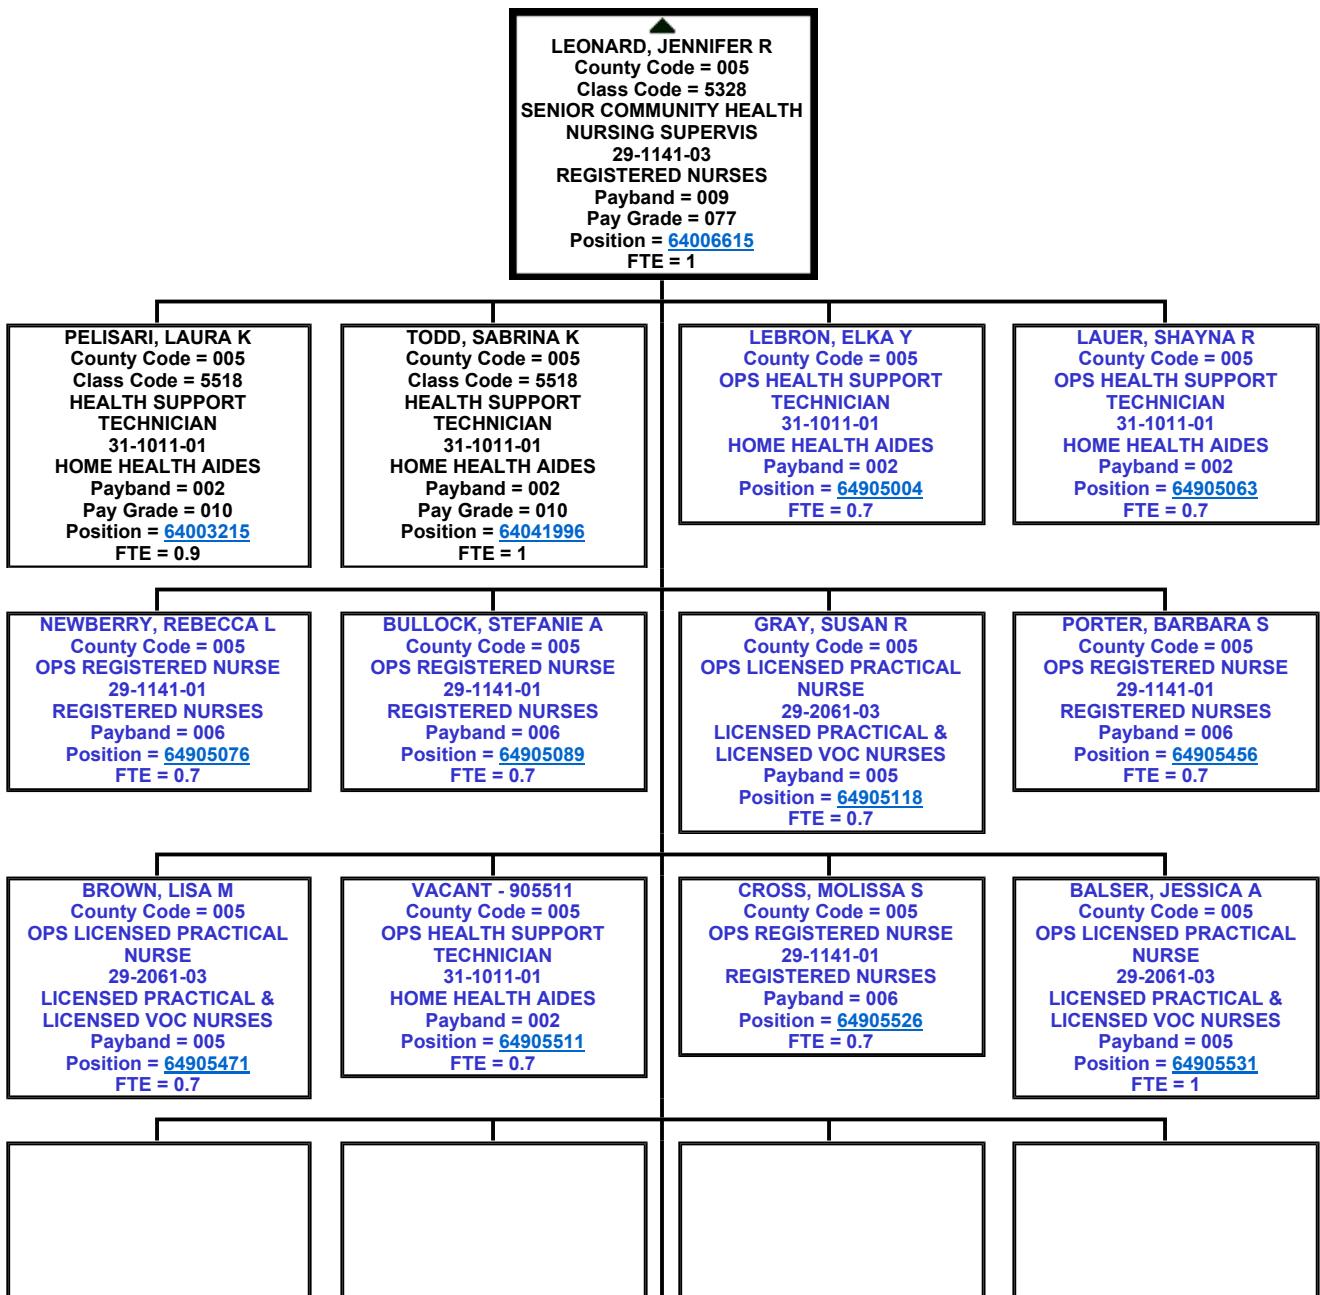 LEONARD, JENNIFER R
County Code = 005
Class Code = 5328
SENIOR COMMUNITY HEALTH
NURSING SUPERVIS
29-1141-03
REGISTERED NURSES
Payband = 009
Pay Grade = 077
Position = 64006615
FTE = 1
PELISARI, LAURA K
County Code = 005
Class Code = 5518
HEALTH SUPPORT
TECHNICIAN
31-1011-01
HOME HEALTH AIDES
Payband = 002
Pay Grade = 010
Position = 64003215
FTE = 0.9
TODD, SABRINA K
County Code = 005
Class Code = 5518
HEALTH SUPPORT
TECHNICIAN
31-1011-01
HOME HEALTH AIDES
Payband = 002
Pay Grade = 010
Position = 64041996
FTE = 1
LEBRON, ELKA Y
County Code = 005
OPS HEALTH SUPPORT
TECHNICIAN
31-1011-01
HOME HEALTH AIDES
Payband = 002
Position = 64905004
FTE = 0.7
LAUER, SHAYNA R
County Code = 005
OPS HEALTH SUPPORT
TECHNICIAN
31-1011-01
HOME HEALTH AIDES
Payband = 002
Position = 64905063
FTE = 0.7
NEWBERRY, REBECCA L
County Code = 005
OPS REGISTERED NURSE
29-1141-01
REGISTERED NURSES
Payband = 006
Position = 64905076
FTE = 0.7
BULLOCK, STEFANIE A
County Code = 005
OPS REGISTERED NURSE
29-1141-01
REGISTERED NURSES
Payband = 006
Position = 64905089
FTE = 0.7
GRAY, SUSAN R
County Code = 005
OPS LICENSED PRACTICAL
NURSE
29-2061-03
LICENSED PRACTICAL &
LICENSED VOC NURSES
Payband = 005
Position = 64905118
FTE = 0.7
PORTER, BARBARA S
County Code = 005
OPS REGISTERED NURSE
29-1141-01
REGISTERED NURSES
Payband = 006
Position = 64905456
FTE = 0.7
BROWN, LISA M
County Code = 005
OPS LICENSED PRACTICAL
NURSE
29-2061-03
LICENSED PRACTICAL &
LICENSED VOC NURSES
Payband = 005
Position = 64905471
FTE = 0.7
VACANT - 905511
County Code = 005
OPS HEALTH SUPPORT
TECHNICIAN
31-1011-01
HOME HEALTH AIDES
Payband = 002
Position = 64905511
FTE = 0.7
CROSS, MOLISSA S
County Code = 005
OPS REGISTERED NURSE
29-1141-01
REGISTERED NURSES
Payband = 006
Position = 64905526
FTE = 0.7
BALSER, JESSICA A
County Code = 005
OPS LICENSED PRACTICAL
NURSE
29-2061-03
LICENSED PRACTICAL &
LICENSED VOC NURSES
Payband = 005
Position = 64905531
FTE = 1